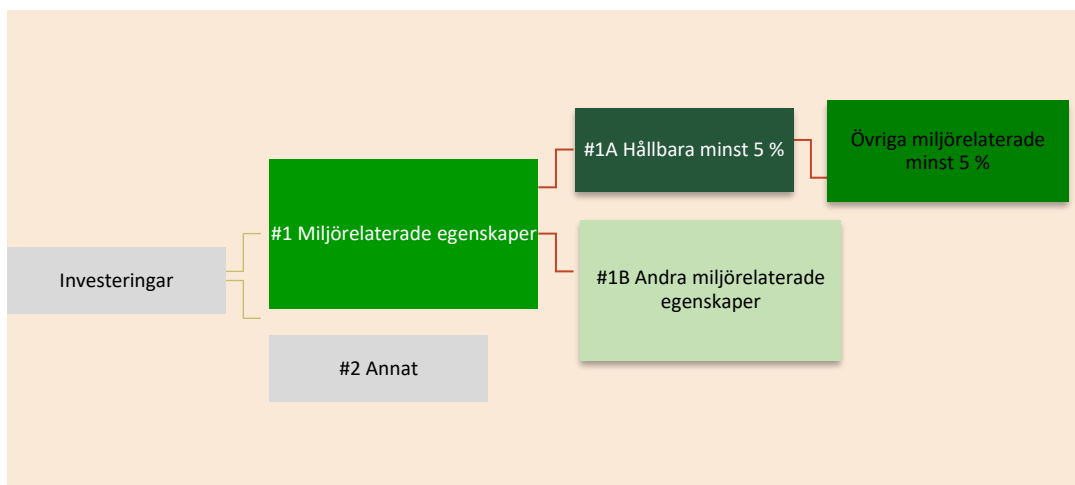 Investeringar
#1 Miljörelaterade egenskaper
#2 Annat
#1A Hållbara minst 5 %
#1B Andra miljörelaterade
egenskaper
Övriga miljörelaterade
minst 5 %